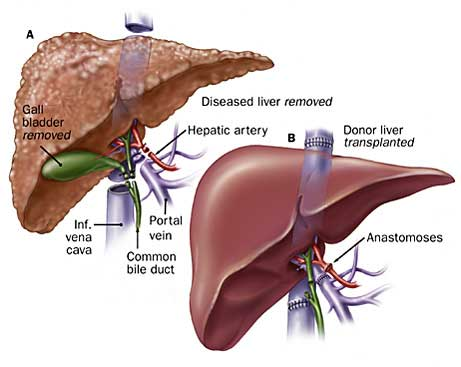 A
Diseased liver removed
Gall
bladder
removed
Hepatic artery
B
Donor liver
transplanted
Inf.
vena
cava
Portal
vein
Common
bile duct
Anastomoses